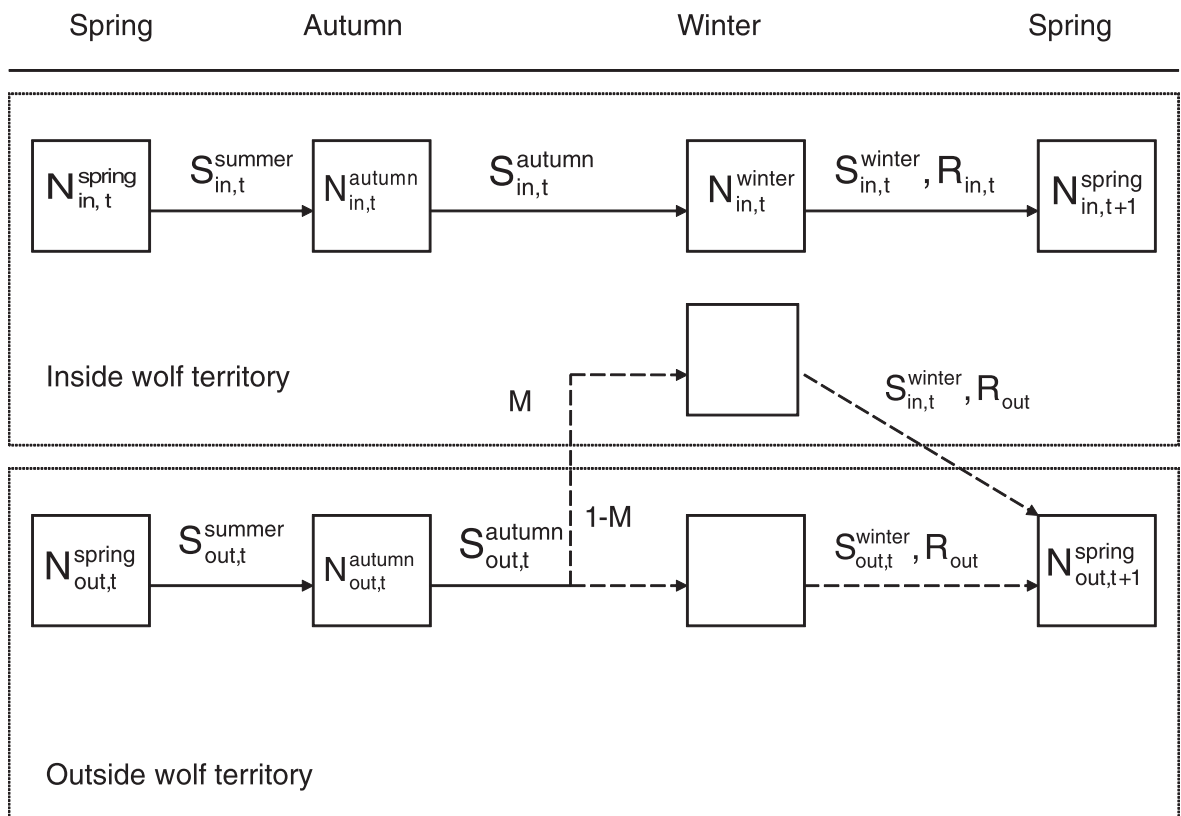 Spring Autumn Winter Spring
N^spring_in, t S^summer_in,t N^autumn_in,t S^autumn_in,t N^winter_in,t S^winter_in,t , R_in,t N^spring_in,t+1
Inside wolf territory
M
S^winter_in,t , R_out
N^spring_out,t S^summer_out,t N^autumn_out,t S^autumn_out,t 1-M S^winter_out,t , R_out N^spring_out,t+1
Outside wolf territory